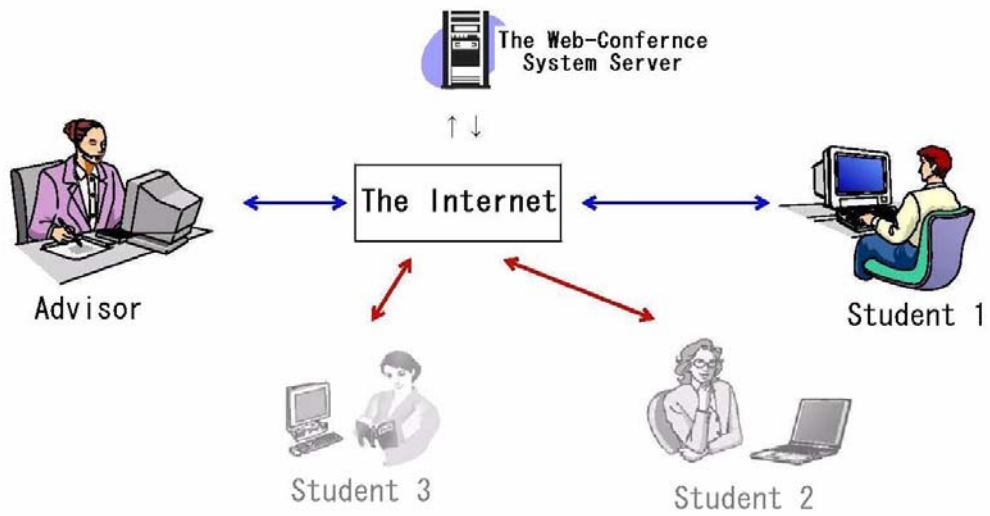 The Web-Confernce
System Server
↑↓
The Internet
Advisor
Student 1
Student 3
Student 2